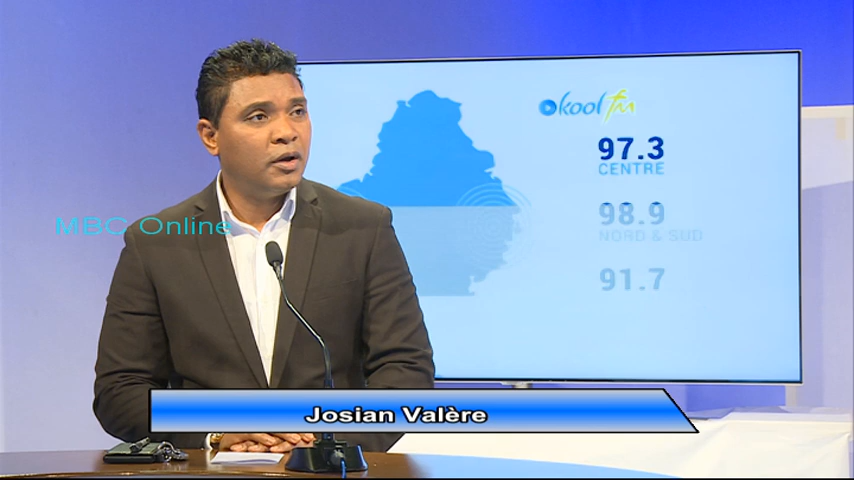 kool fm
97.3
CENTRE
98.9
NORD & SUD
91.7
MBC Online
Josian Valère